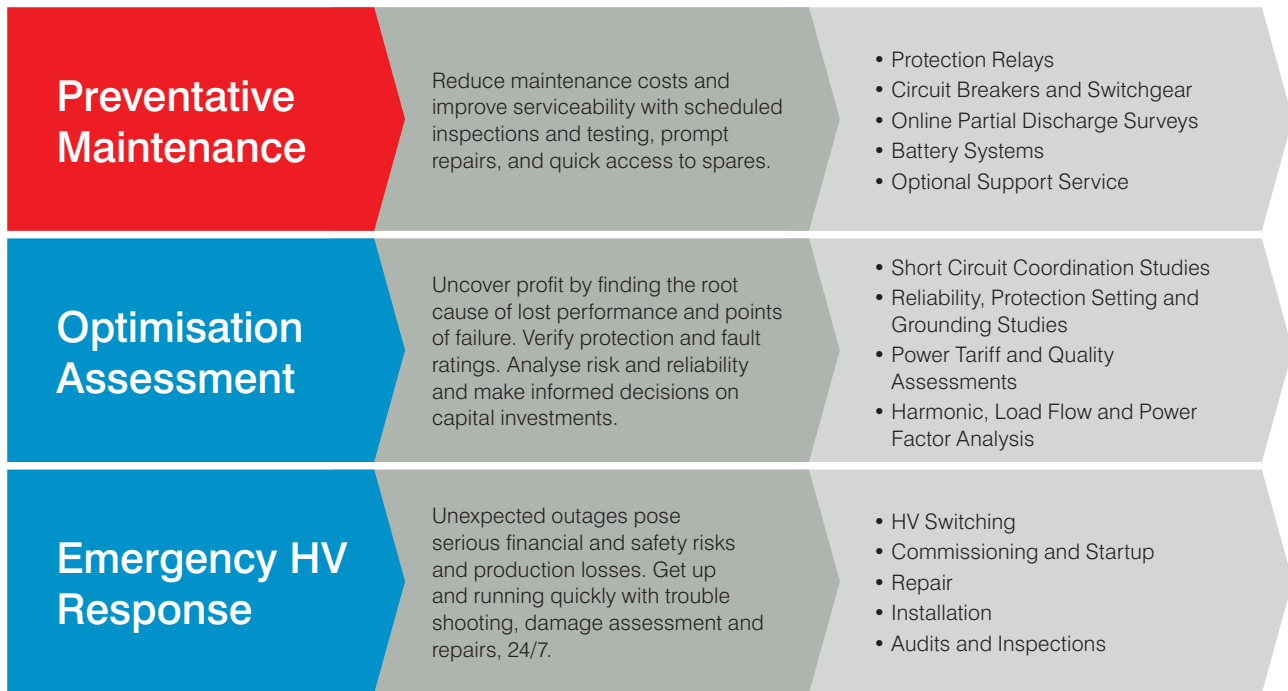 Preventative
Maintenance
Reduce maintenance costs and
improve serviceability with scheduled
inspections and testing, prompt
repairs, and quick access to spares.
• Protection Relays
• Circuit Breakers and Switchgear
• Online Partial Discharge Surveys
• Battery Systems
• Optional Support Service
Optimisation
Assessment
Uncover profit by finding the root
cause of lost performance and points
of failure. Verify protection and fault
ratings. Analyse risk and reliability
and make informed decisions on
capital investments.
• Short Circuit Coordination Studies
• Reliability, Protection Setting and
Grounding Studies
• Power Tariff and Quality
Assessments
• Harmonic, Load Flow and Power
Factor Analysis
Emergency HV
Response
Unexpected outages pose
serious financial and safety risks
and production losses. Get up
and running quickly with trouble
shooting, damage assessment and
repairs, 24/7.
• HV Switching
• Commissioning and Startup
• Repair
• Installation
• Audits and Inspections